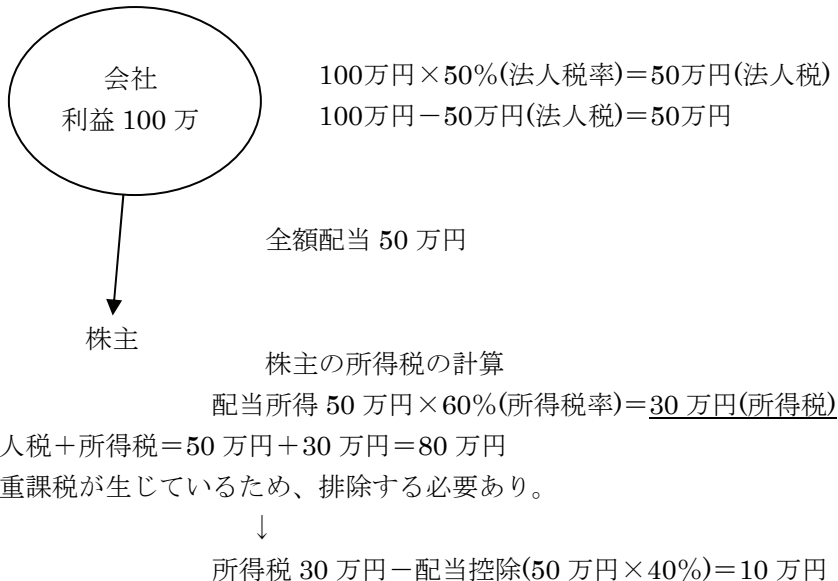 会社
利益 100 万
100万円×50%(法人税率)＝50万円(法人税)
100万円－50万円(法人税)＝50万円
全額配当 50 万円
株主
株主の所得税の計算
配当所得 50 万円×60%(所得税率)＝30 万円(所得税)
人税＋所得税＝50 万円＋30 万円＝80 万円
重課税が生じているため、排除する必要あり。
↓
所得税 30 万円－配当控除(50 万円×40%)＝10 万円